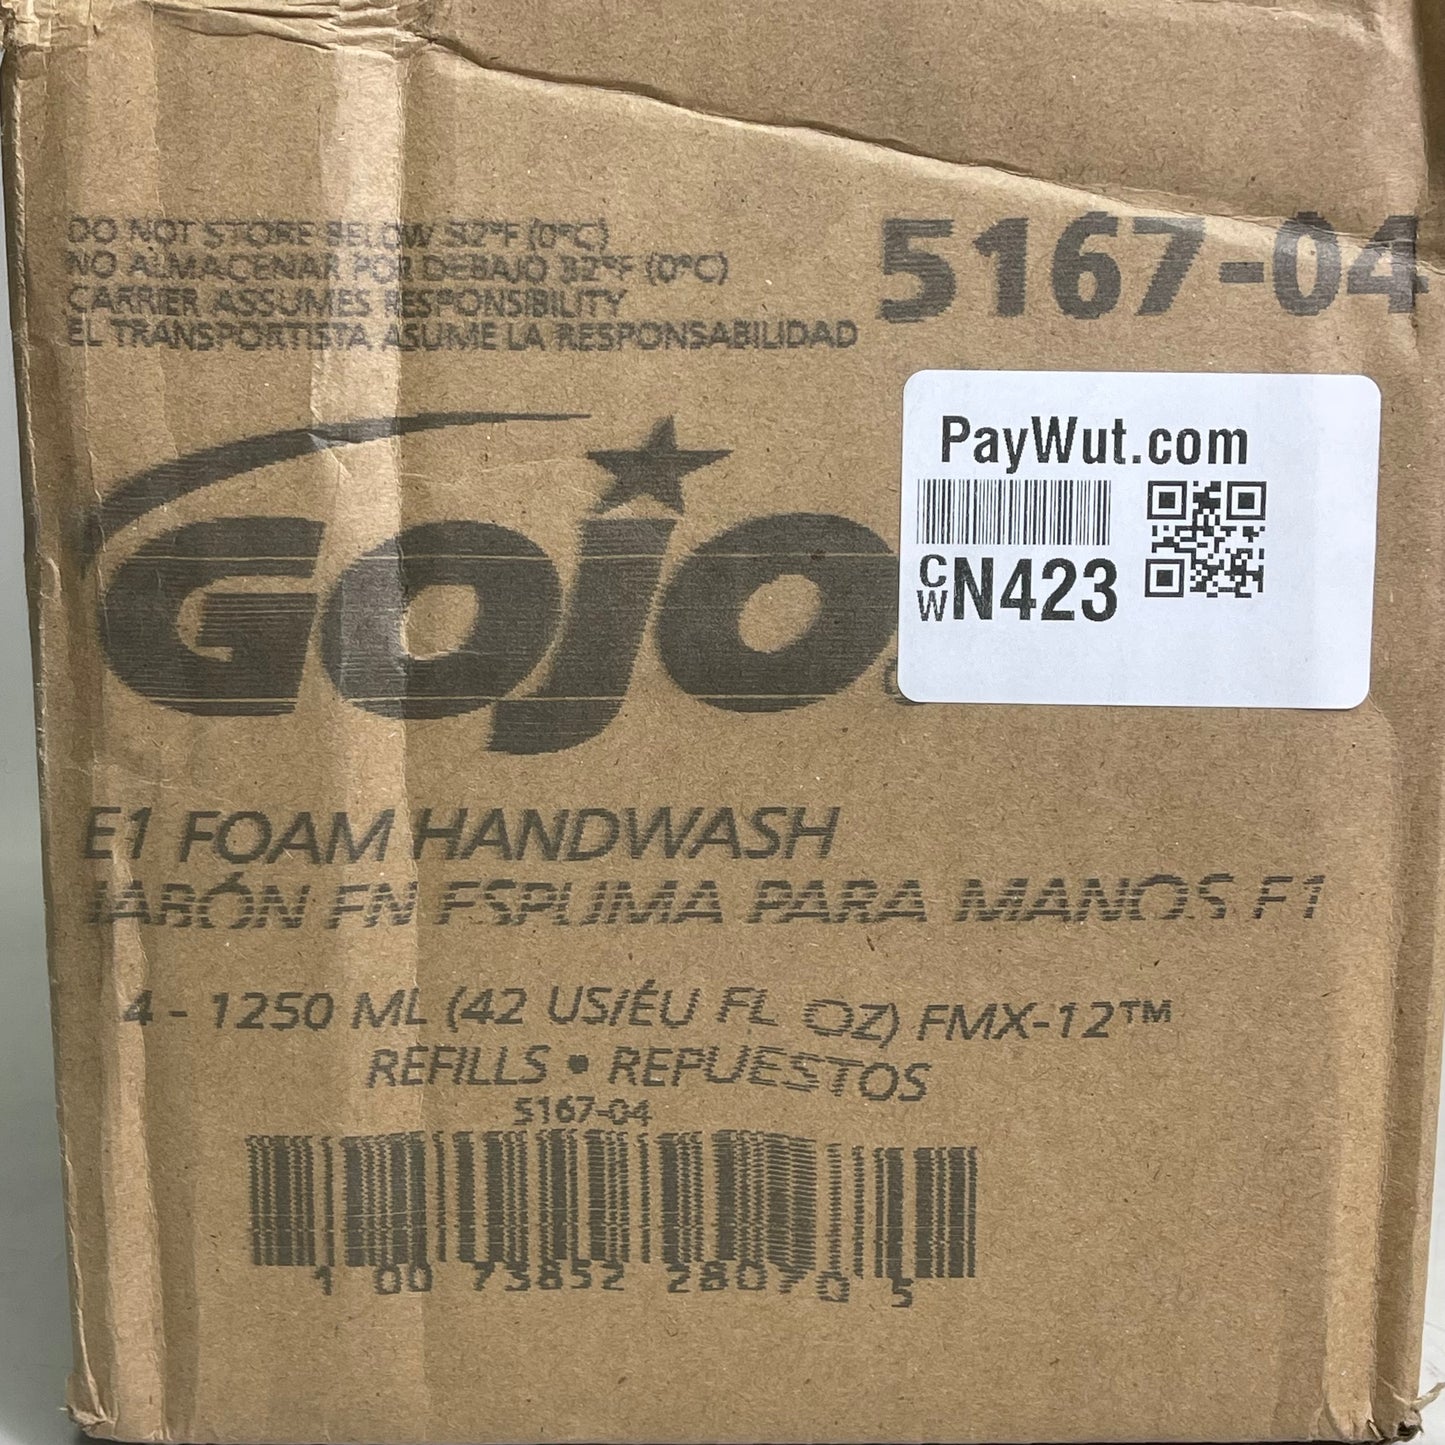 DO NOT STORE BELOW 32°F (0°C)
NO ALMACENAR POR DEBAJO 32°F (0°C)
CARRIER ASSUMES RESPONSIBILITY
EL TRANSPORTISTA ASUME LA RESPONSABILIDAD
5167-04
GOJO
PayWut.com
CW N423
E1 FOAM HANDWASH
JABÓN EN ESPUMA PARA MANOS E1
4 - 1250 ML (42 US/ÉU FL OZ) FMX-12™
REFILLS • REPUESTOS
5167-04
1 00 73852 28070 5